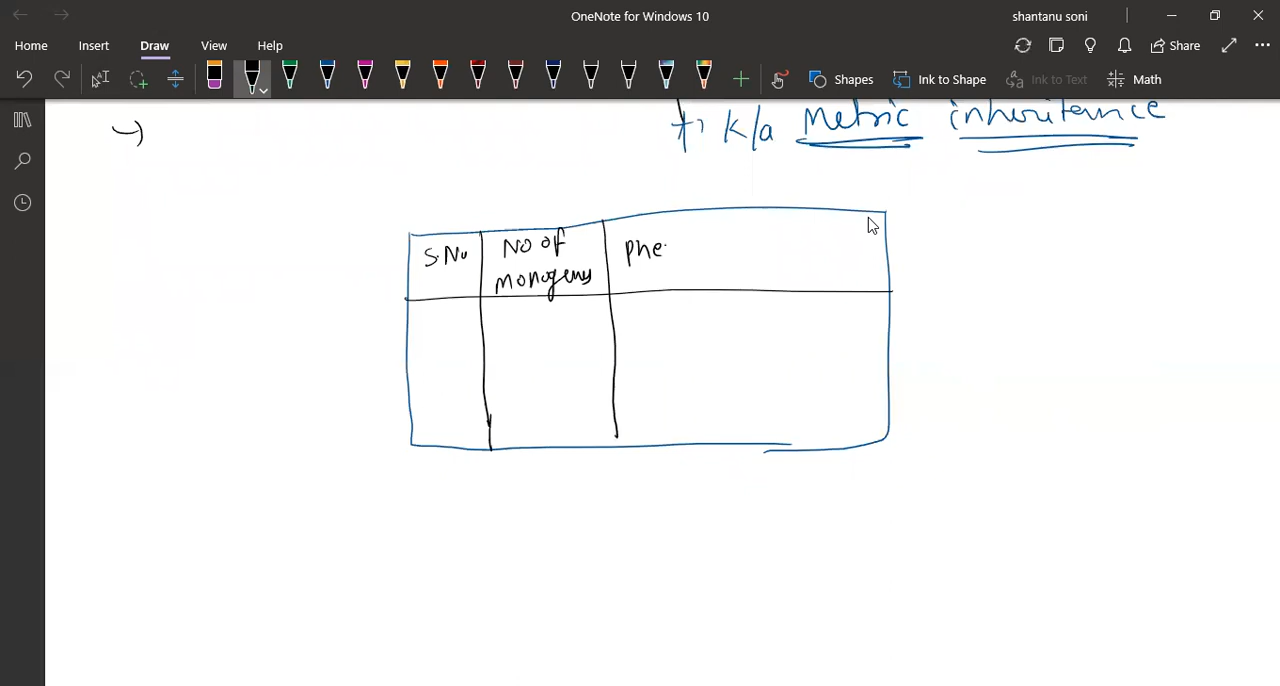 OneNote for Windows 10
shantanu soni
Home Insert Draw View Help
Share
Shapes
Ink to Shape
Ink to Text
Math
+, k/a Metric inheritance
S.No
No of
monogens
Phe